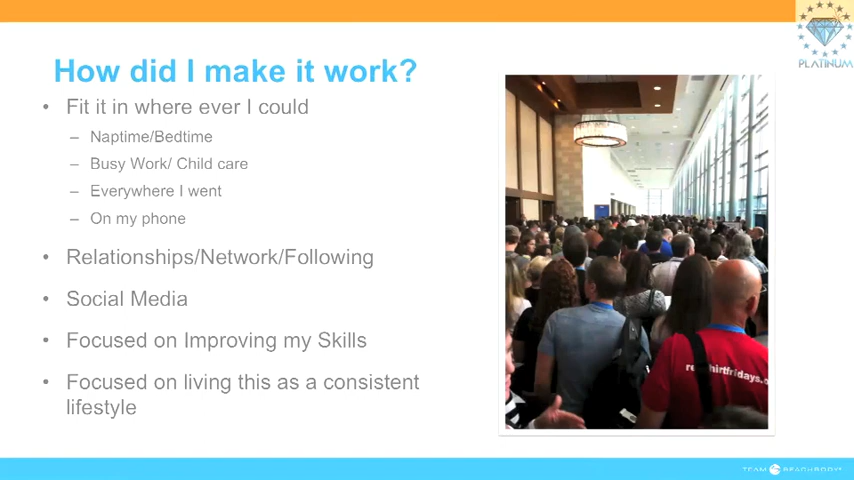 PLATINUM
How did I make it work?
• Fit it in where ever I could
– Naptime/Bedtime
– Busy Work/ Child care
– Everywhere I went
– On my phone
• Relationships/Network/Following
• Social Media
• Focused on Improving my Skills
• Focused on living this as a consistent
lifestyle
TEAM BEACHBODY